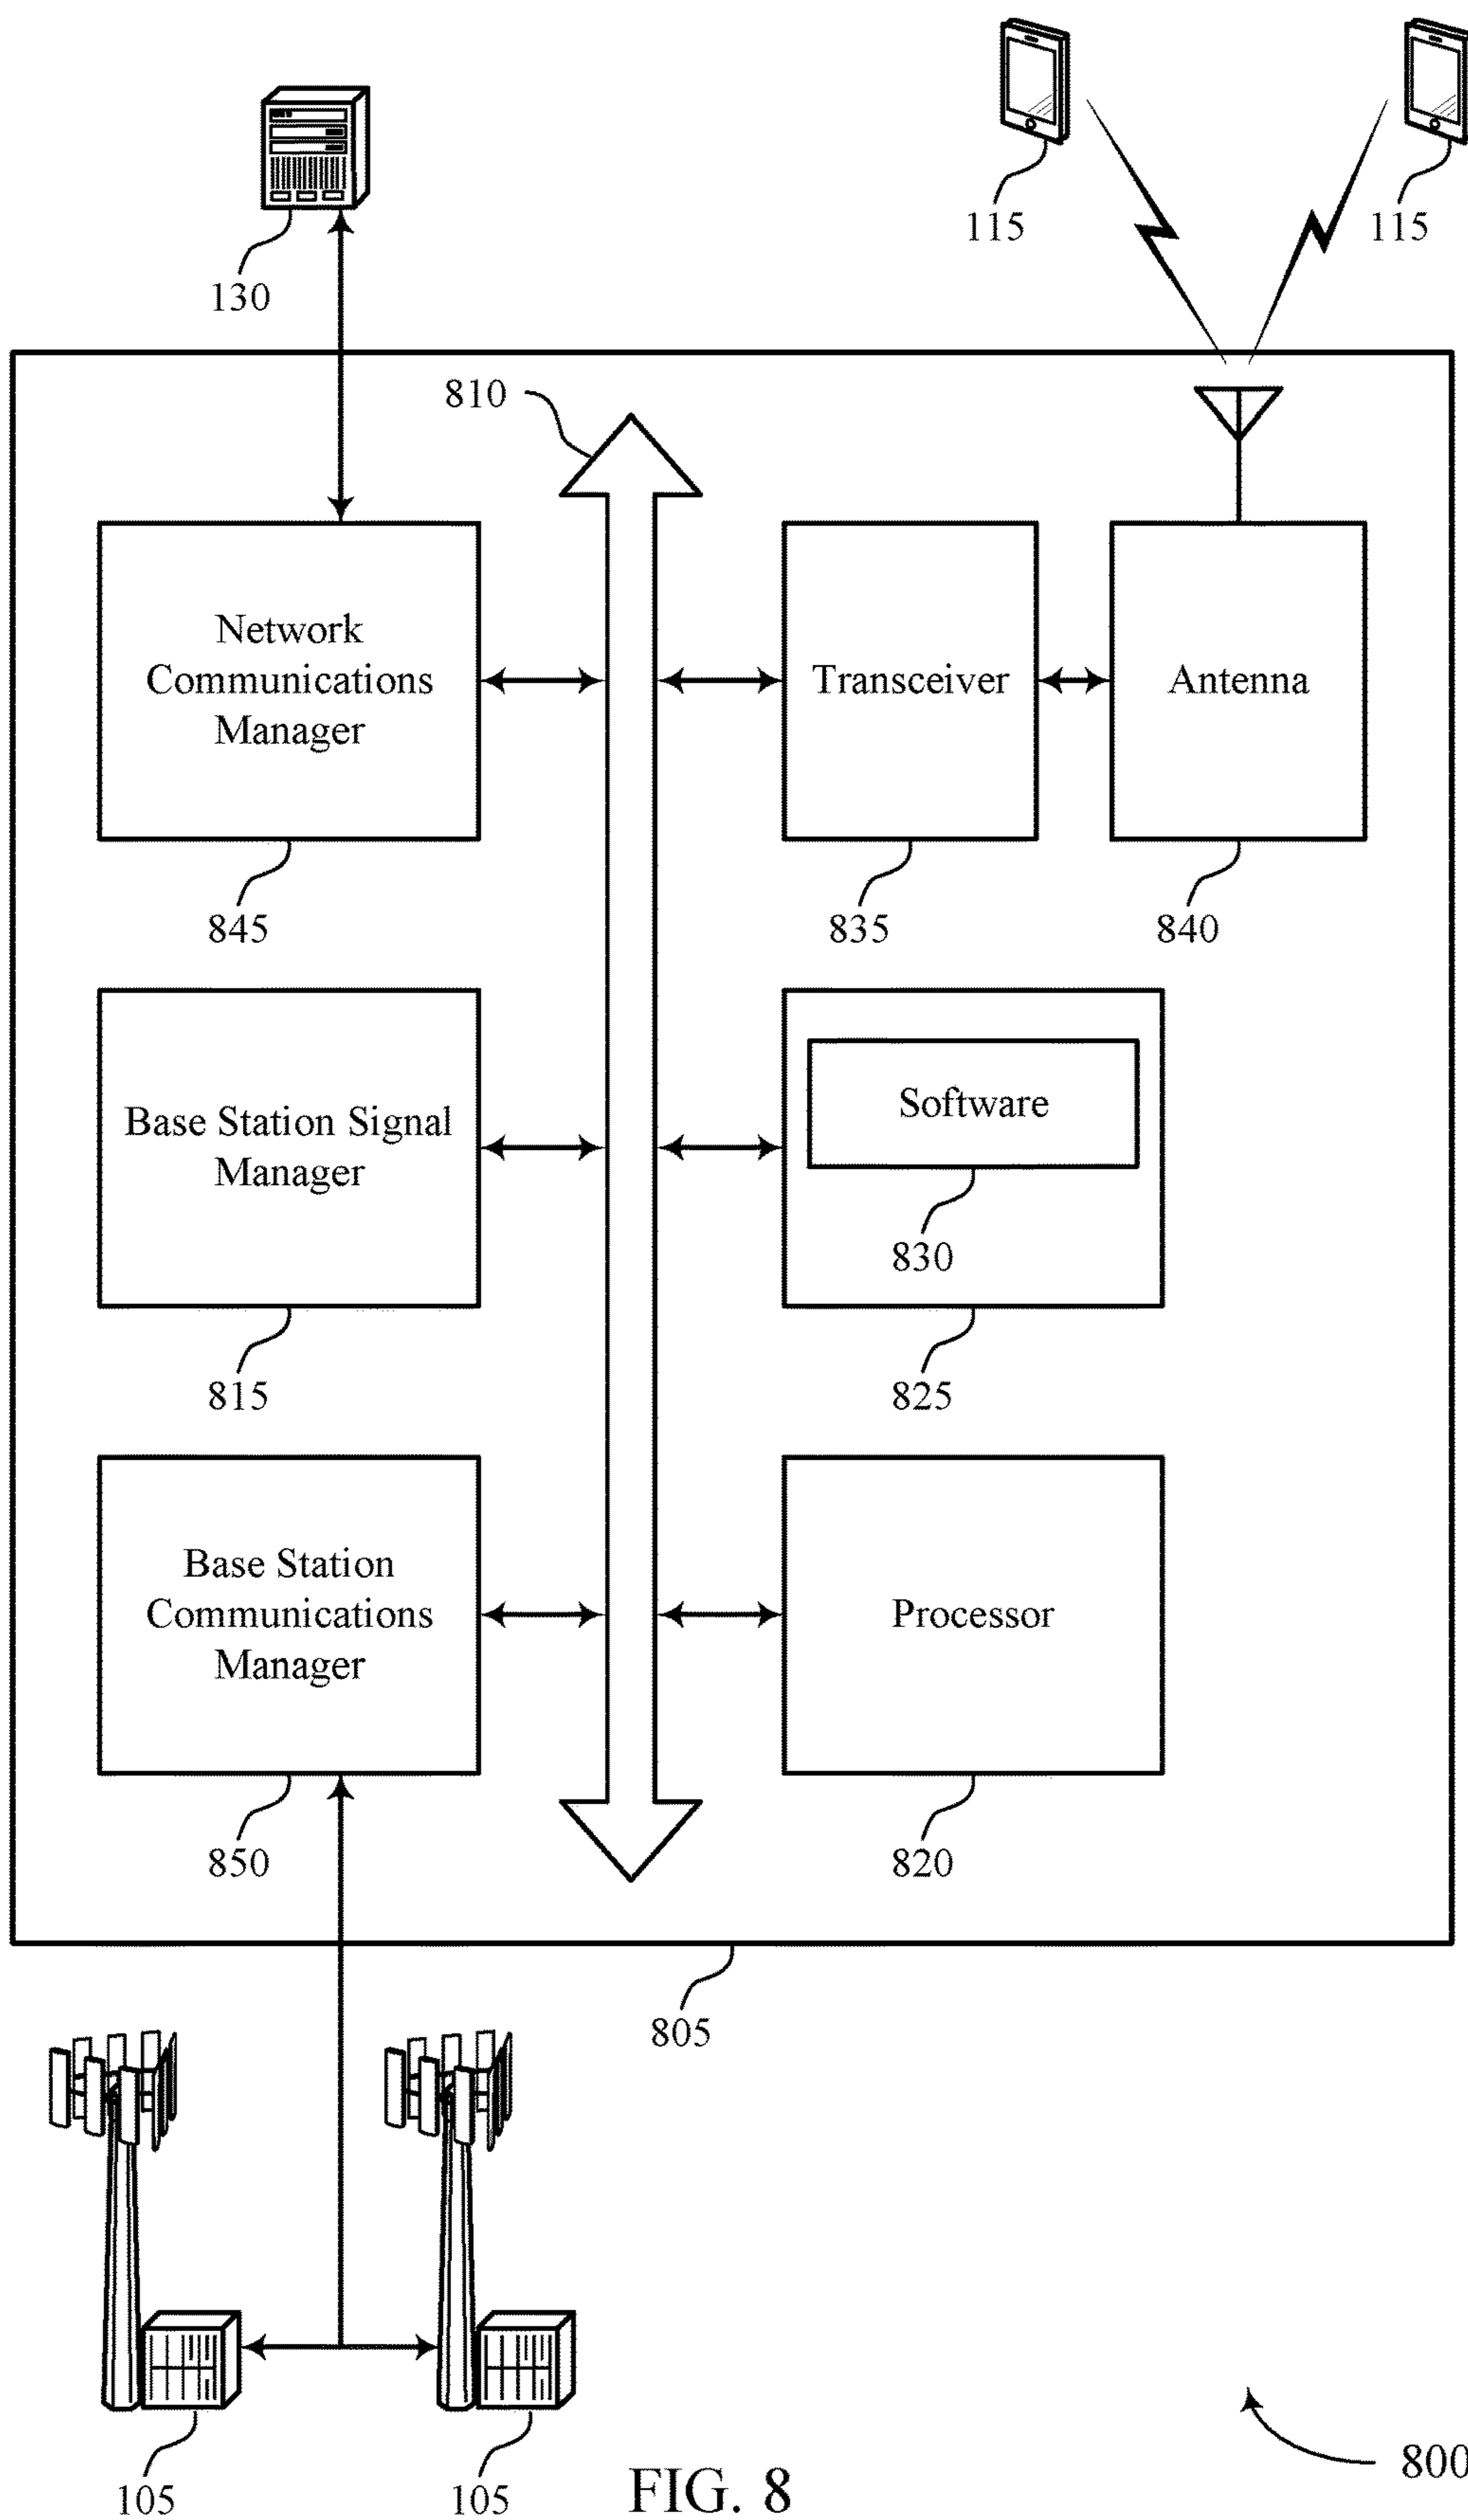 115
115
130
810
Network
Communications
Manager
Transceiver
Antenna
845
835
840
Base Station Signal
Manager
Software
830
815
825
Base Station
Communications
Manager
Processor
850
820
805
105
105
FIG. 8
800